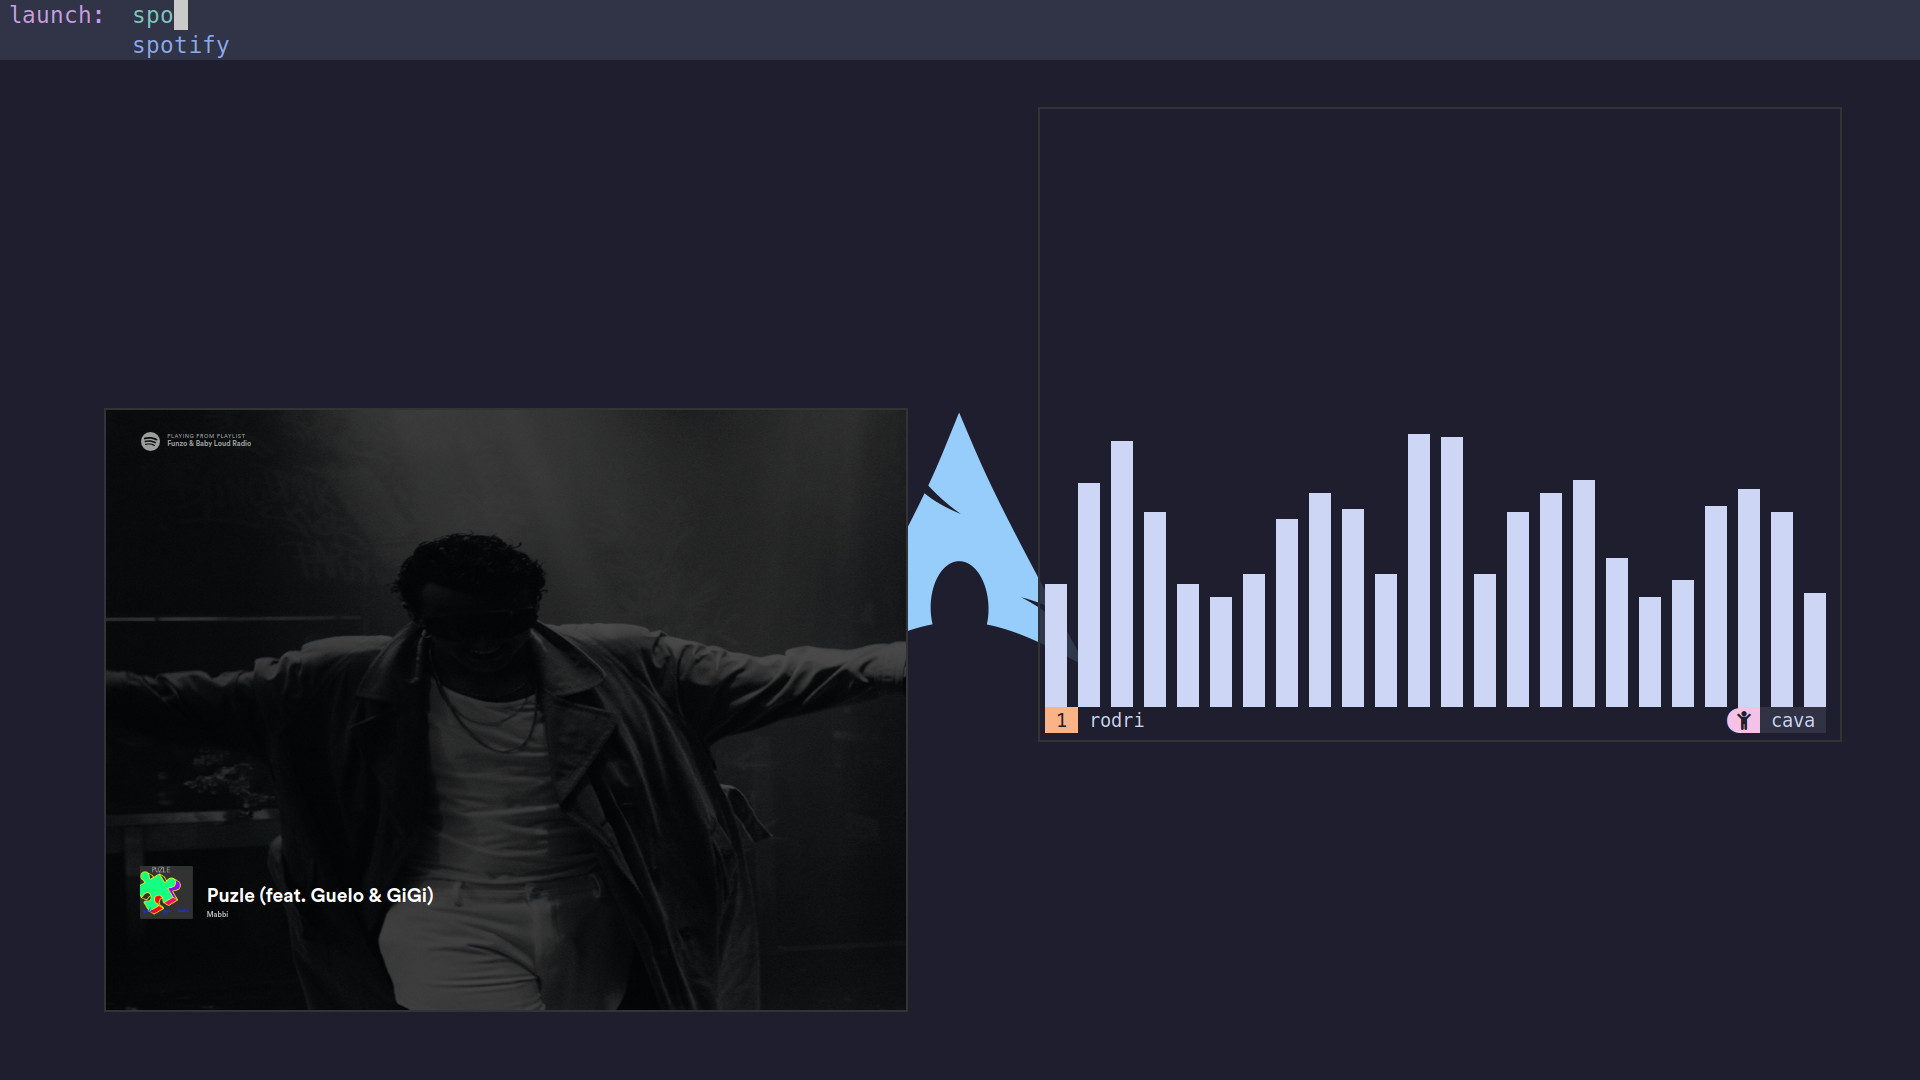 launch: spo
spotify
PLAYING FROM PLAYLIST
Funzo & Baby Loud Radio
PUZLE
Puzle (feat. Guelo & GiGi)
Mabbi
1 rodri
cava